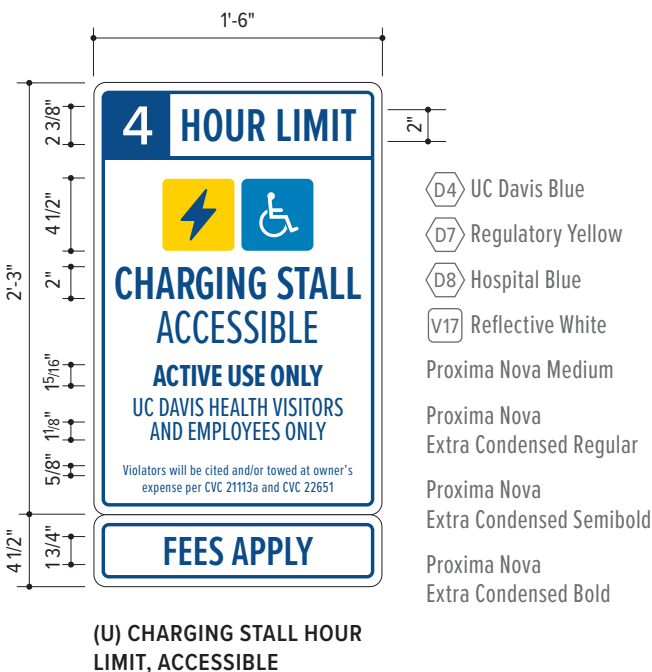 1'-6"
2'-3"
2 3/8"
4 1/2"
2"
1 5/16"
1 1/8"
5/8"
4 1/2"
1 3/4"
4 HOUR LIMIT
2"
CHARGING STALL
ACCESSIBLE
ACTIVE USE ONLY
UC DAVIS HEALTH VISITORS
AND EMPLOYEES ONLY
Violators will be cited and/or towed at owner's
expense per CVC 21113a and CVC 22651
FEES APPLY
D4 UC Davis Blue
D7 Regulatory Yellow
D8 Hospital Blue
V17 Reflective White
Proxima Nova Medium
Proxima Nova
Extra Condensed Regular
Proxima Nova
Extra Condensed Semibold
Proxima Nova
Extra Condensed Bold
(U) CHARGING STALL HOUR
LIMIT, ACCESSIBLE